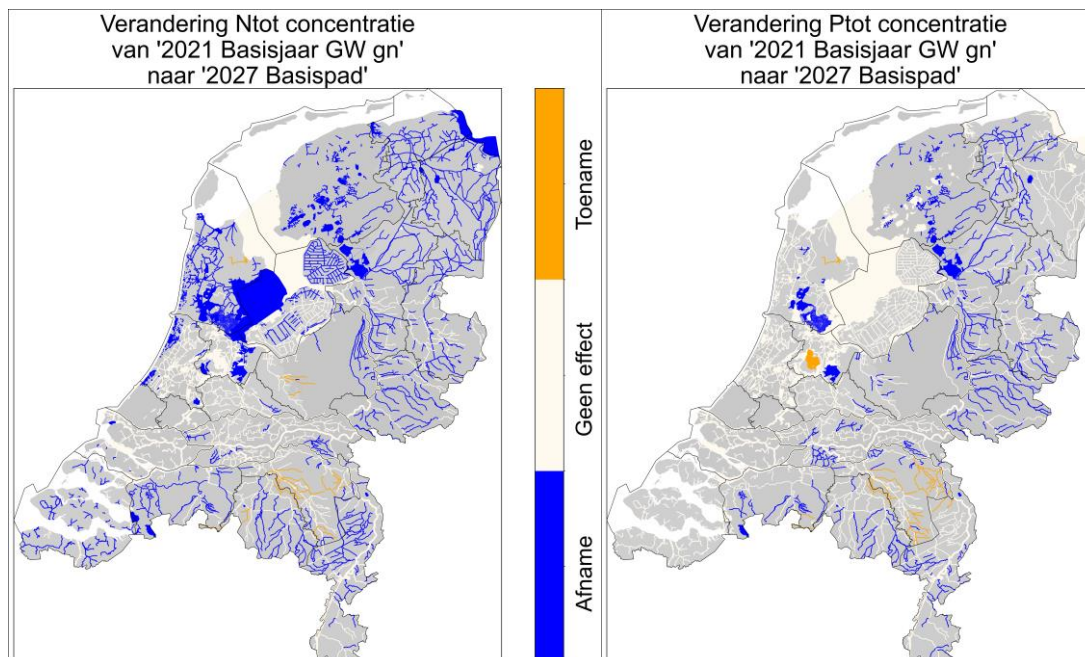 Verandering Ntot concentratie
van '2021 Basisjaar GW gn'
naar '2027 Basispad'
Toename
Geen effect
Afname
Verandering Ptot concentratie
van '2021 Basisjaar GW gn'
naar '2027 Basispad'